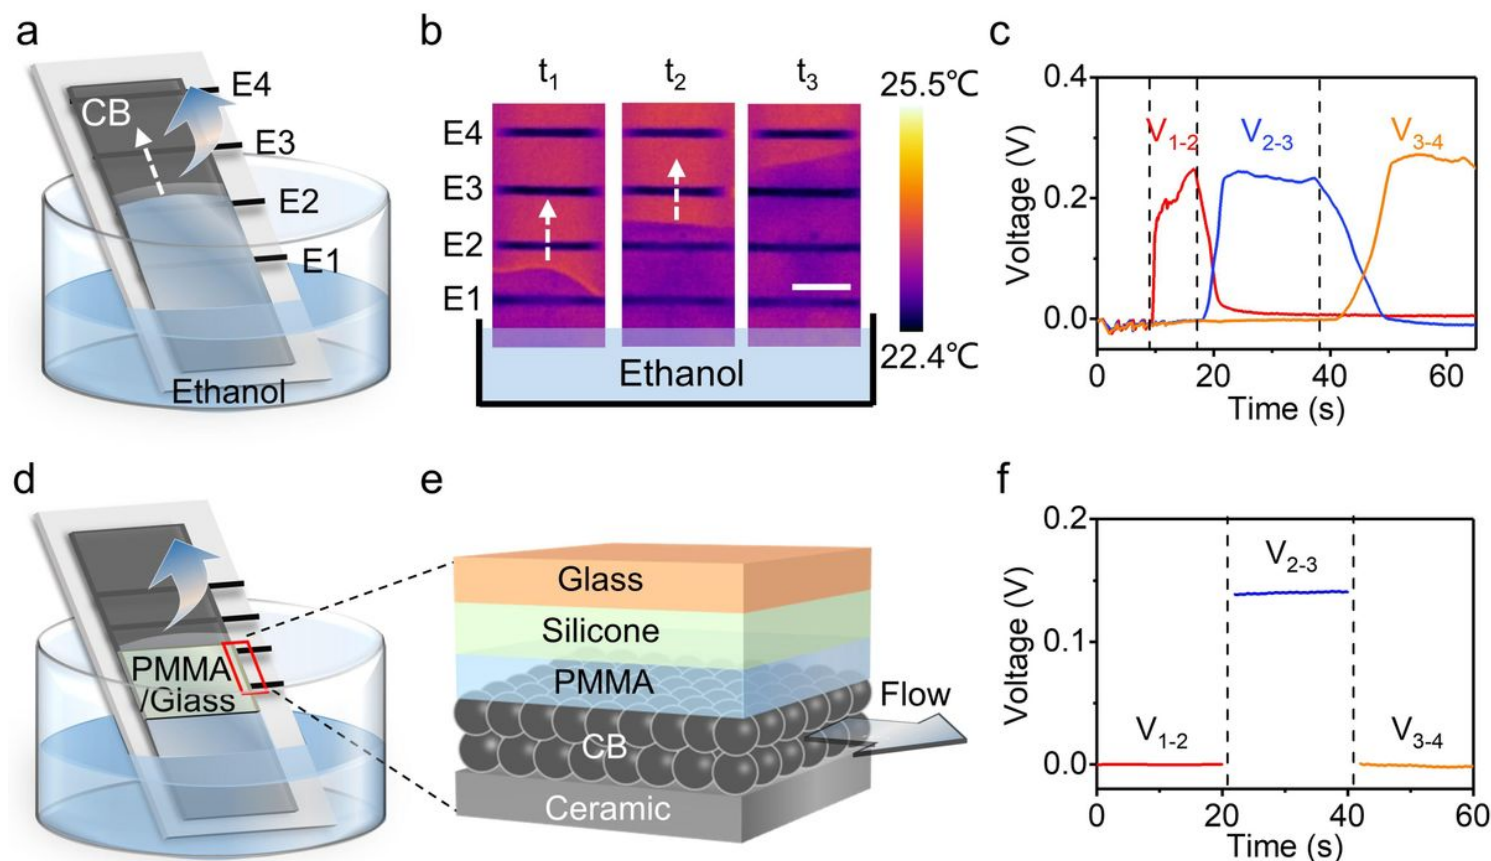 a
CB
E4
E3
E2
E1
Ethanol
b
t₁ t₂ t₃
E4
E3
E2
E1
Ethanol
25.5℃
22.4℃
c
Voltage (V)
0.4
0.2
0.0
V₁₋₂ V₂₋₃ V₃₋₄
0 20 40 60
Time (s)
d
PMMA
/Glass
e
Glass
Silicone
PMMA
CB
Ceramic
Flow
f
Voltage (V)
0.2
0.1
0.0
V₁₋₂
V₂₋₃
V₃₋₄
0 20 40 60
Time (s)